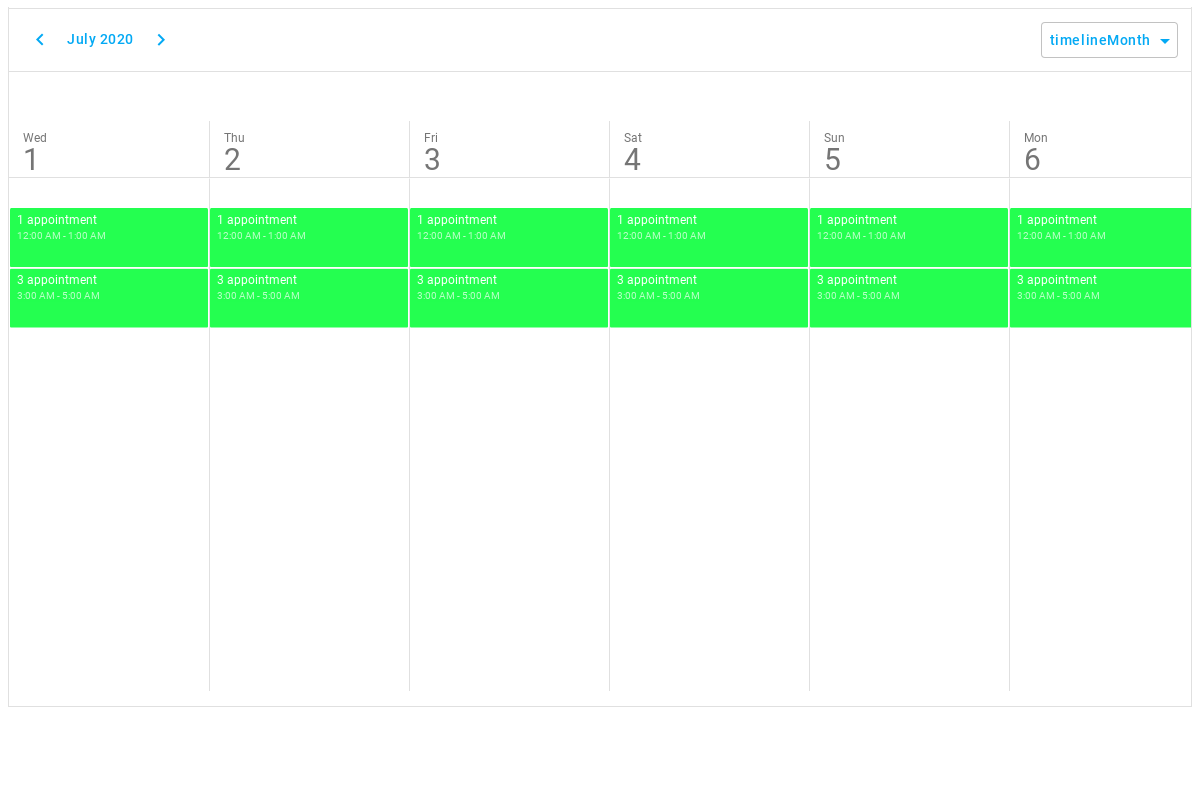 July 2020
timelineMonth
Wed Thu Fri Sat Sun Mon
1 2 3 4 5 6
1 appointment 1 appointment 1 appointment 1 appointment 1 appointment 1 appointment
12:00 AM - 1:00 AM 12:00 AM - 1:00 AM 12:00 AM - 1:00 AM 12:00 AM - 1:00 AM 12:00 AM - 1:00 AM 12:00 AM - 1:00 AM
3 appointment 3 appointment 3 appointment 3 appointment 3 appointment 3 appointment
3:00 AM - 5:00 AM 3:00 AM - 5:00 AM 3:00 AM - 5:00 AM 3:00 AM - 5:00 AM 3:00 AM - 5:00 AM 3:00 AM - 5:00 AM